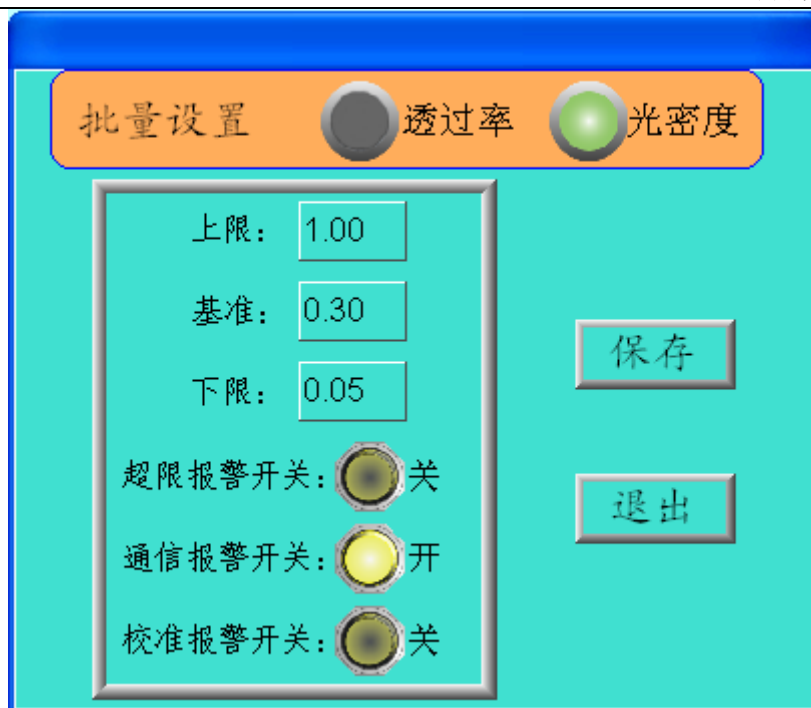 批量设置 透过率 光密度
上限： 1.00
基准： 0.30
下限： 0.05
超限报警开关： 关
通信报警开关： 开
校准报警开关： 关
保存
退出